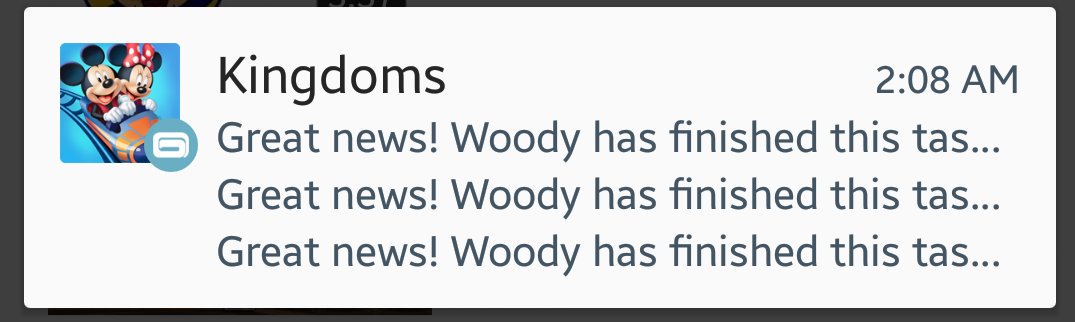 Kingdoms
2:08 AM
Great news! Woody has finished this tas...
Great news! Woody has finished this tas...
Great news! Woody has finished this tas...